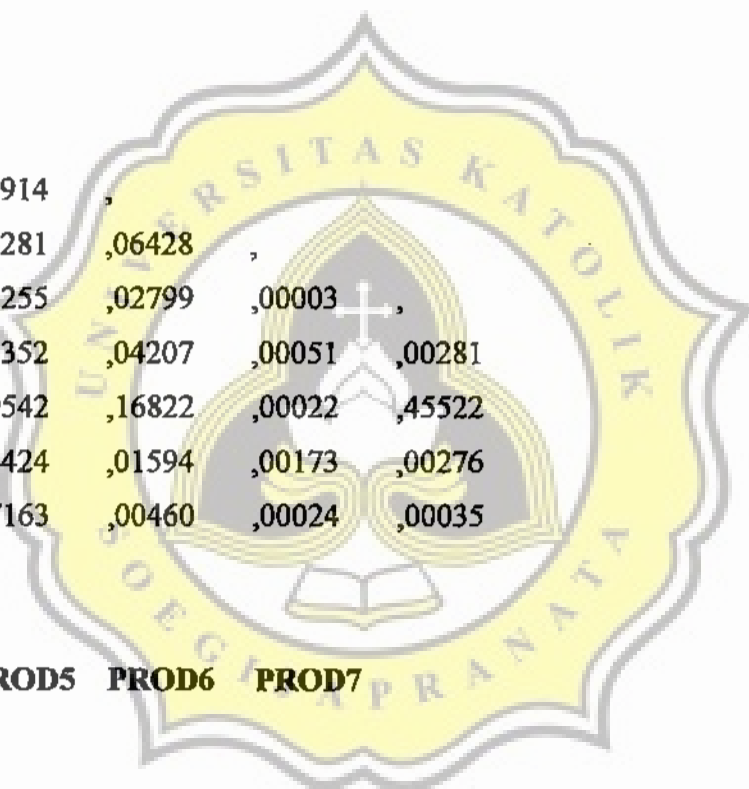 UNIVERSITAS KATOLIK
914 ,
281 ,06428 ,
255 ,02799 ,00003 ,
352 ,04207 ,00051 ,00281
542 ,16822 ,00022 ,45522
424 ,01594 ,00173 ,00276
7163 ,00460 ,00024 ,00035
ROD5 PROD6 PROD7
SOEGIJAPRANATA